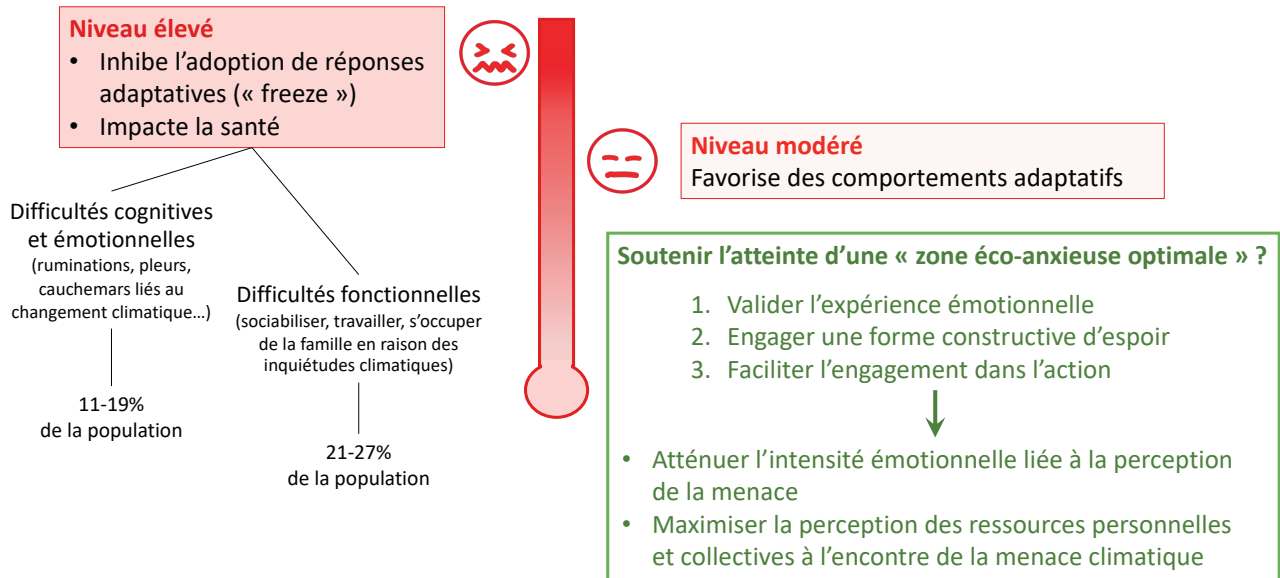 Niveau élevé
• Inhibe l’adoption de réponses
adaptatives (« freeze »)
• Impacte la santé
Difficultés cognitives
et émotionnelles
(ruminations, pleurs,
cauchemars liés au
changement climatique…)
11-19%
de la population
Difficultés fonctionnelles
(sociabiliser, travailler, s’occuper
de la famille en raison des
inquiétudes climatiques)
21-27%
de la population
Niveau modéré
Favorise des comportements adaptatifs
Soutenir l’atteinte d’une « zone éco-anxieuse optimale » ?
1. Valider l’expérience émotionnelle
2. Engager une forme constructive d’espoir
3. Faciliter l’engagement dans l’action
• Atténuer l’intensité émotionnelle liée à la perception
de la menace
• Maximiser la perception des ressources personnelles
et collectives à l’encontre de la menace climatique